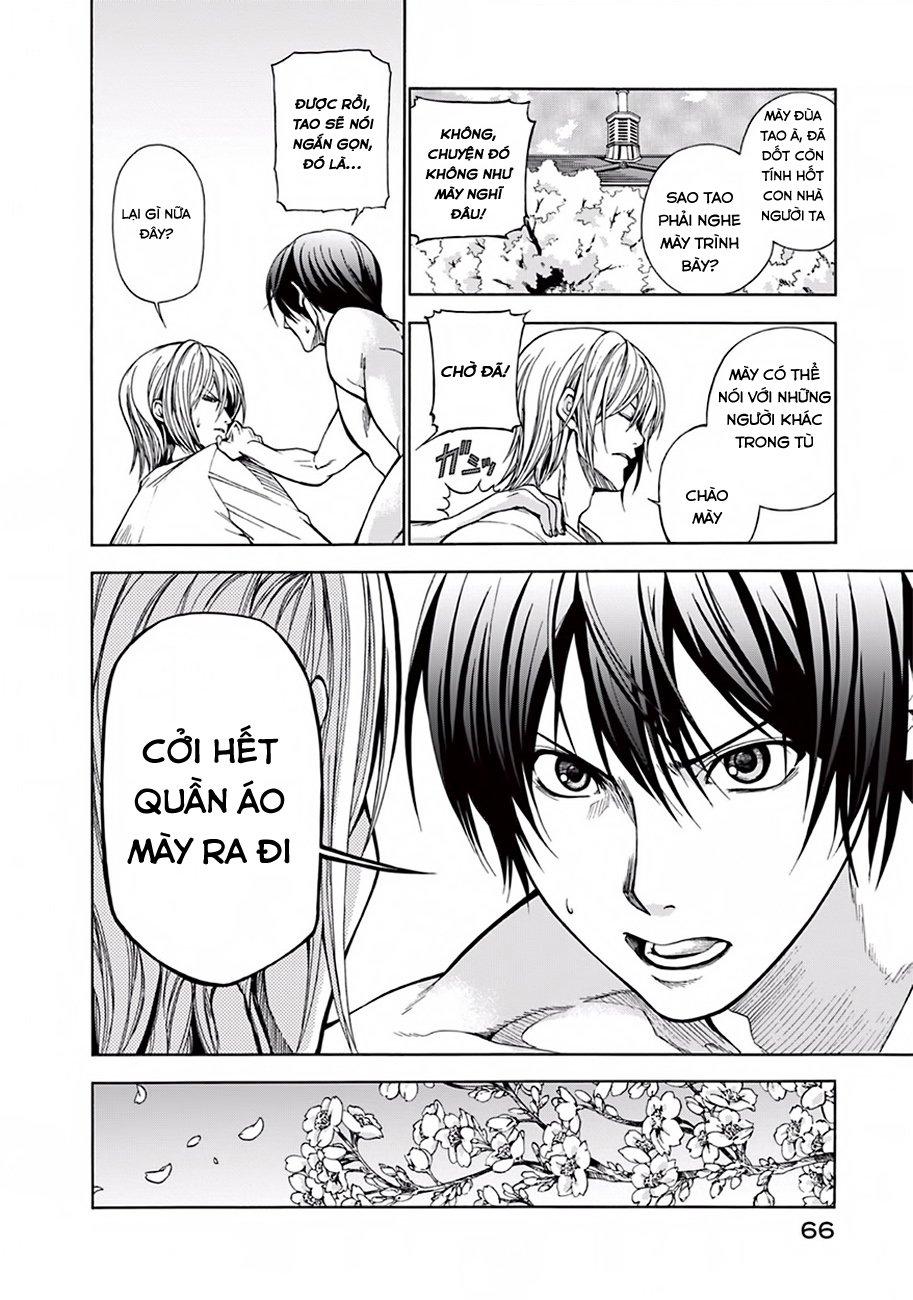 MÀY ĐÙA
TAO À, ĐÃ
DỐT CÒN
TÍNH HỐT
CON NHÀ
NGƯỜI TA
SAO TAO
PHẢI NGHE
MÀY TRÌNH
BÀY?
KHÔNG,
CHUYỆN ĐÓ
KHÔNG NHƯ
MÀY NGHĨ
ĐÂU!
MÀY CÓ THỂ
NÓI VỚI NHỮNG
NGƯỜI KHÁC
TRONG TÙ
CHÀO
MÀY
CHỜ ĐÃ!
ガミッ
ĐƯỢC RỒI,
TAO SẼ NÓI
NGẮN GỌN,
ĐÓ LÀ...
LẠI GÌ NỮA
ĐÂY?
CỞI HẾT
QUẦN ÁO
MÀY RA ĐI
66